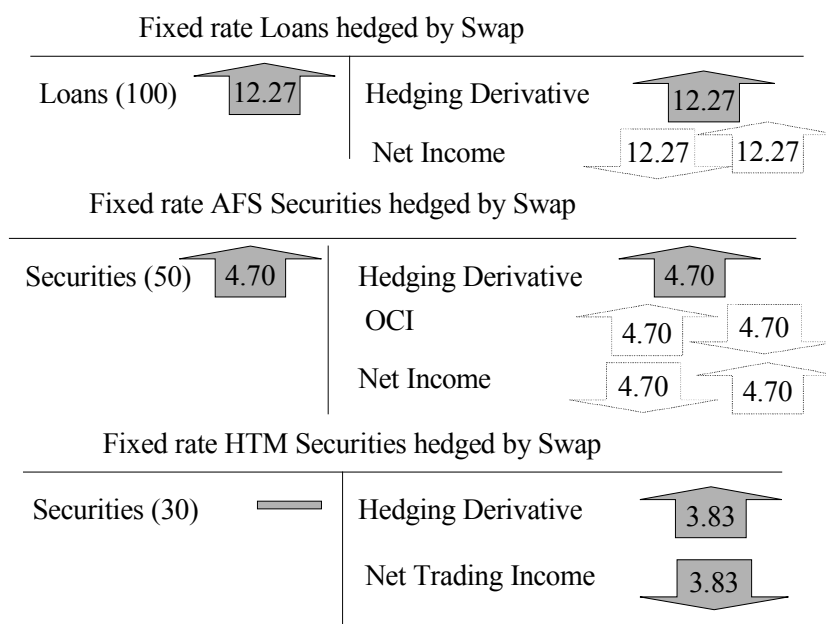 Fixed rate Loans hedged by Swap
Loans (100) 12.27 Hedging Derivative 12.27
Net Income 12.27 12.27
Fixed rate AFS Securities hedged by Swap
Securities (50) 4.70 Hedging Derivative 4.70
OCI 4.70 4.70
Net Income 4.70 4.70
Fixed rate HTM Securities hedged by Swap
Securities (30) Hedging Derivative 3.83
Net Trading Income 3.83